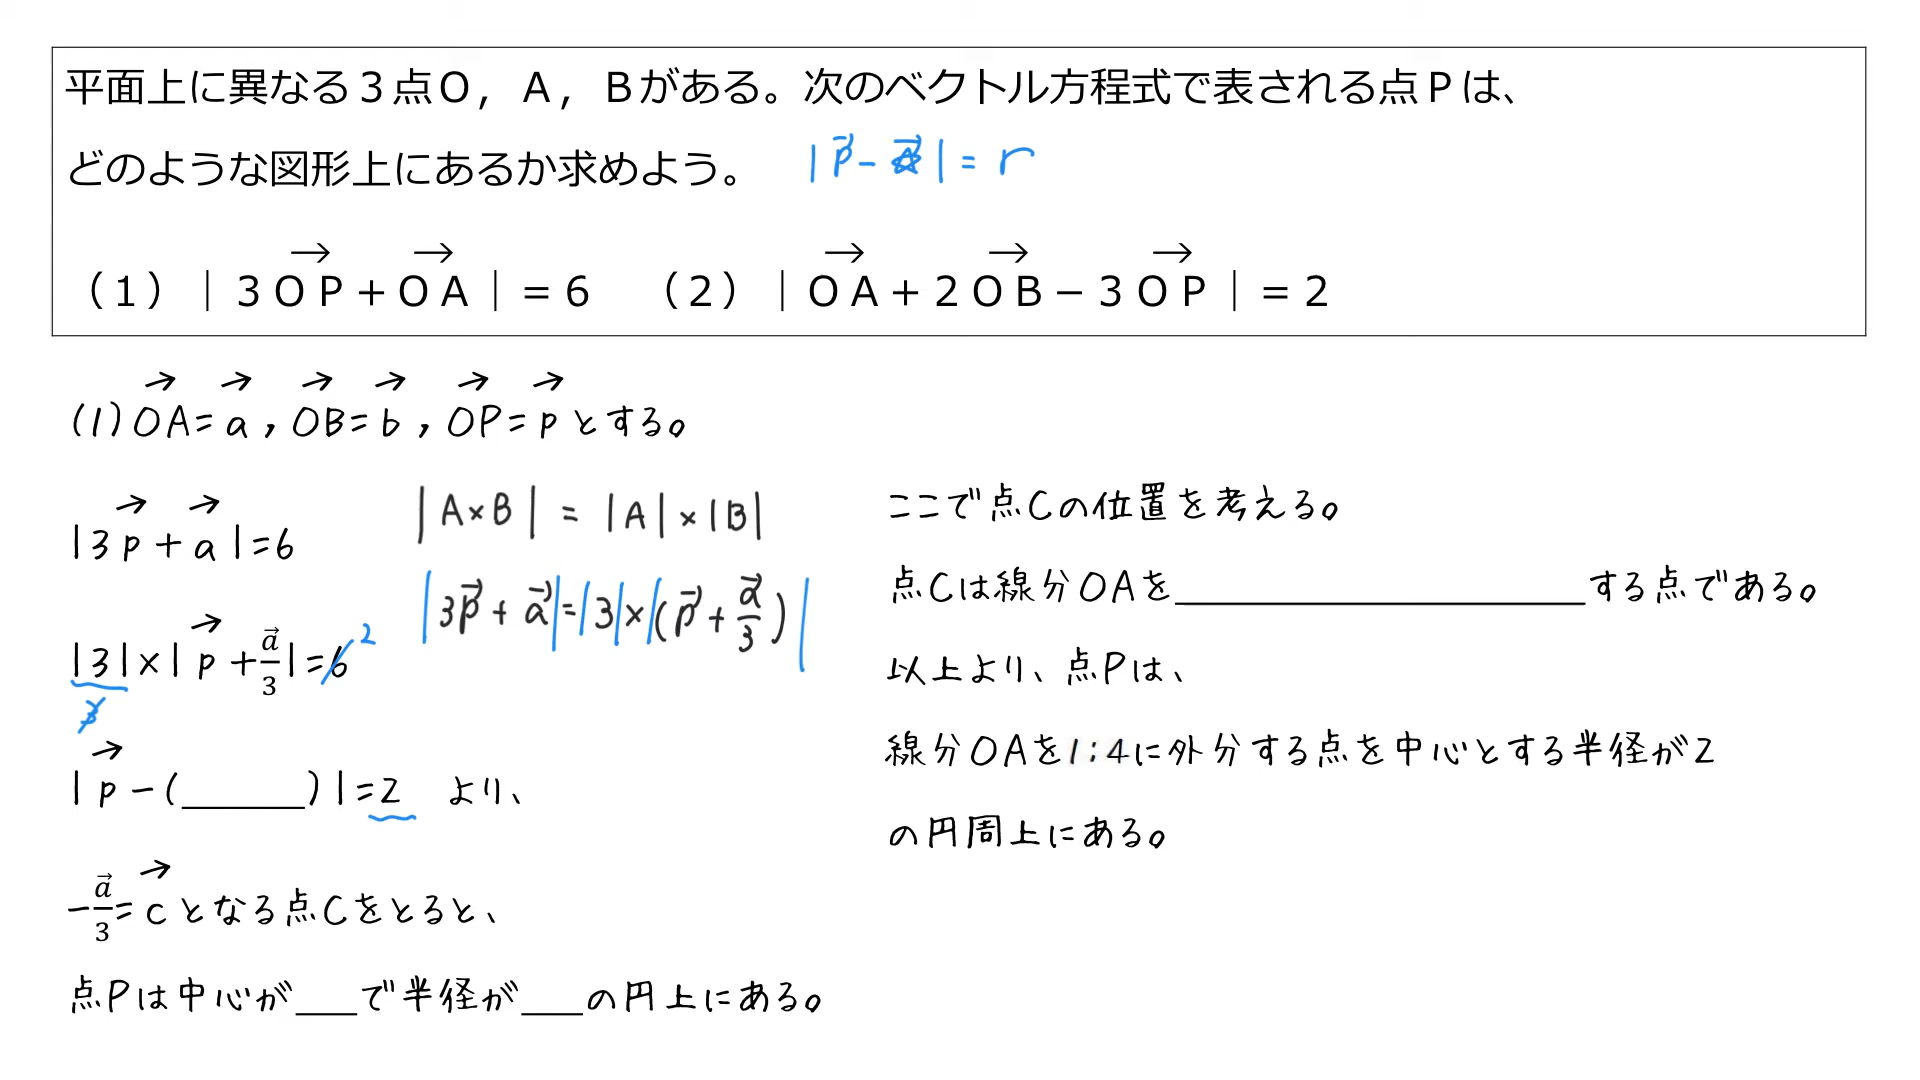 平面上に異なる３点Ｏ，Ａ，Ｂがある。次のベクトル方程式で表される点Ｐは、
どのような図形上にあるか求めよう。 |p⃗-a⃗|=r
（１）｜３OP⃗＋OA⃗｜＝６ （２）｜OA⃗＋２OB⃗－３OP⃗｜＝２
(1)OA⃗=a⃗,OB⃗=b⃗,OP⃗=p⃗とする。
|3p⃗+a⃗|=6
|A×B| = |A|×|B|
|3p⃗+a⃗|=|3|×|(p⃗+a⃗/3)|
|3|×|p⃗+a⃗/3|=6 2
3
|p⃗-(______)|=2 より、
-a⃗/3=c⃗となる点Cをとると、
点Pは中心が___で半径が___の円上にある。
ここで点Cの位置を考える。
点Cは線分OAを____________________する点である。
以上より、点Pは、
線分OAを1:4に外分する点を中心とする半径が2
の円周上にある。